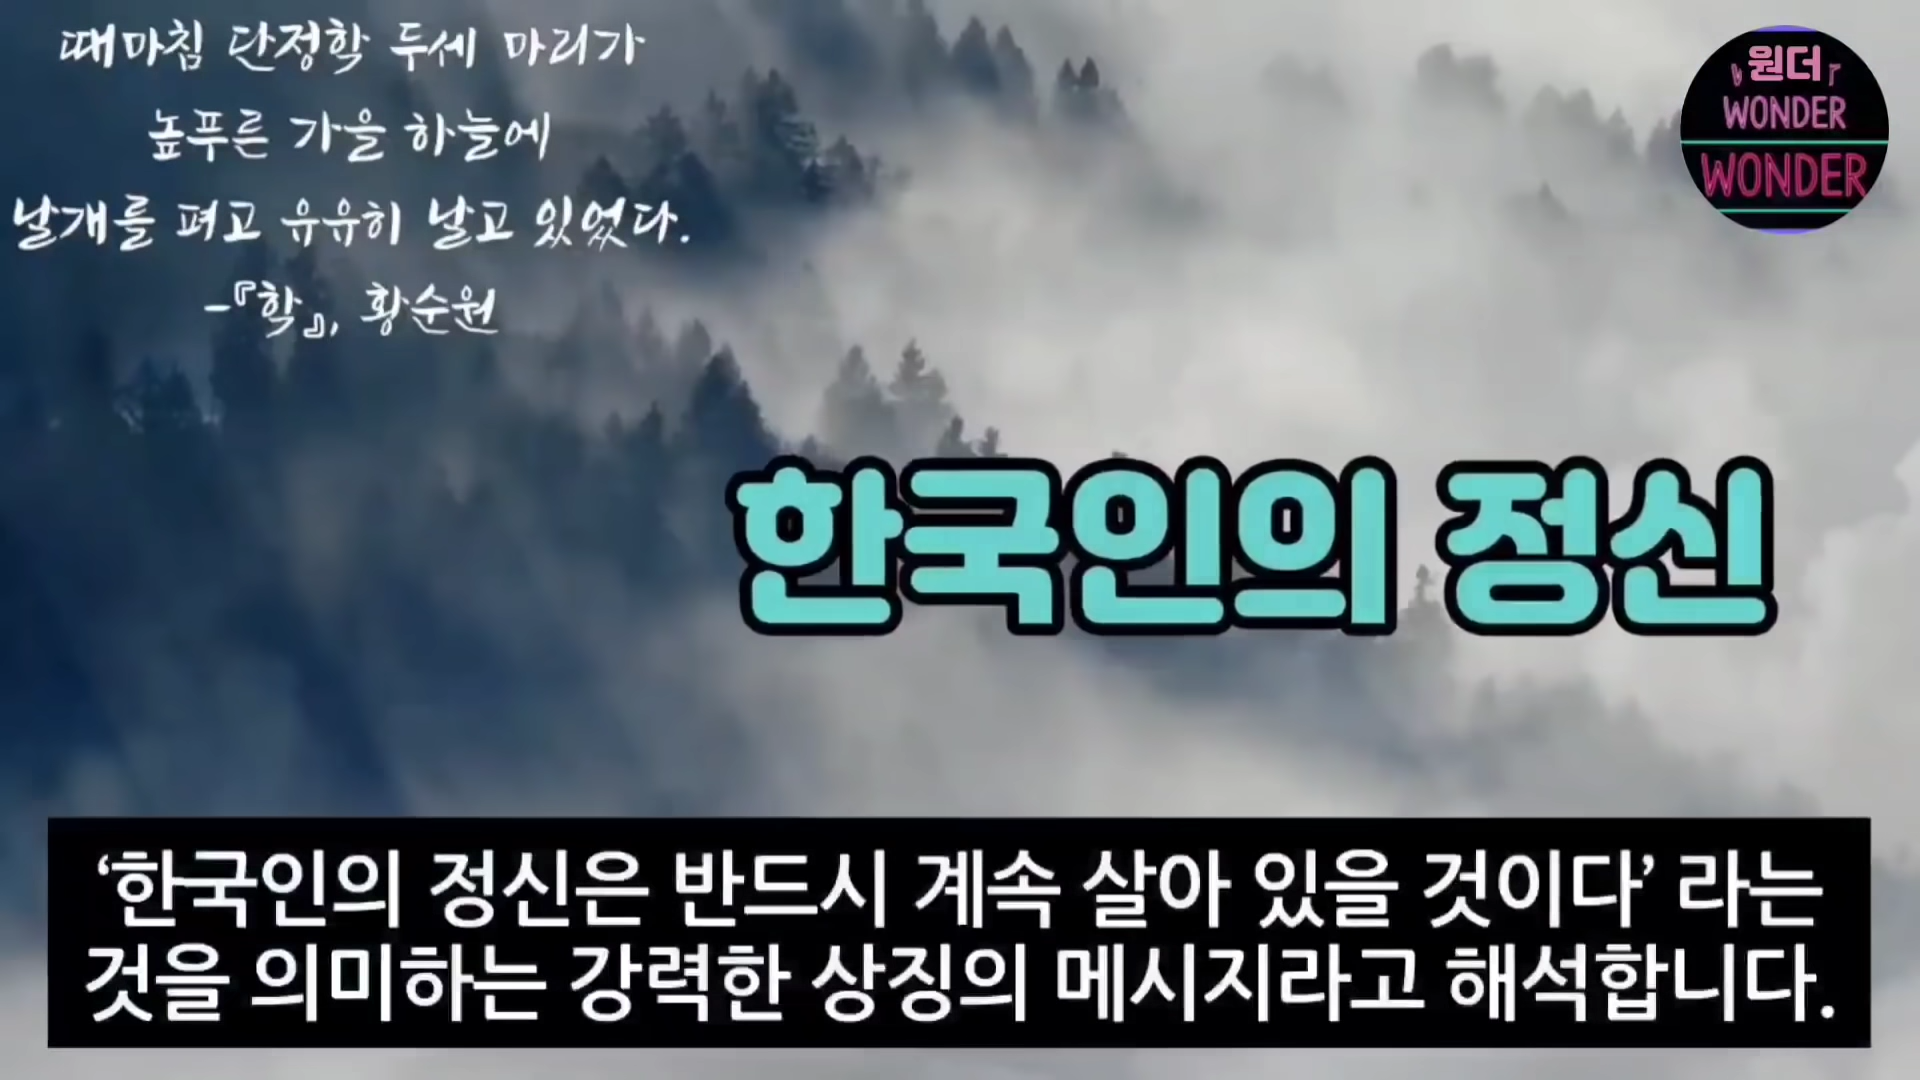 때마침 단정학 두세 마리가
높푸른 가을 하늘에
날개를 펴고 유유히 날고 있었다.
-『학』, 황순원
원더
WONDER
WONDER
한국인의 정신
‘한국인의 정신은 반드시 계속 살아 있을 것이다’ 라는
것을 의미하는 강력한 상징의 메시지라고 해석합니다.